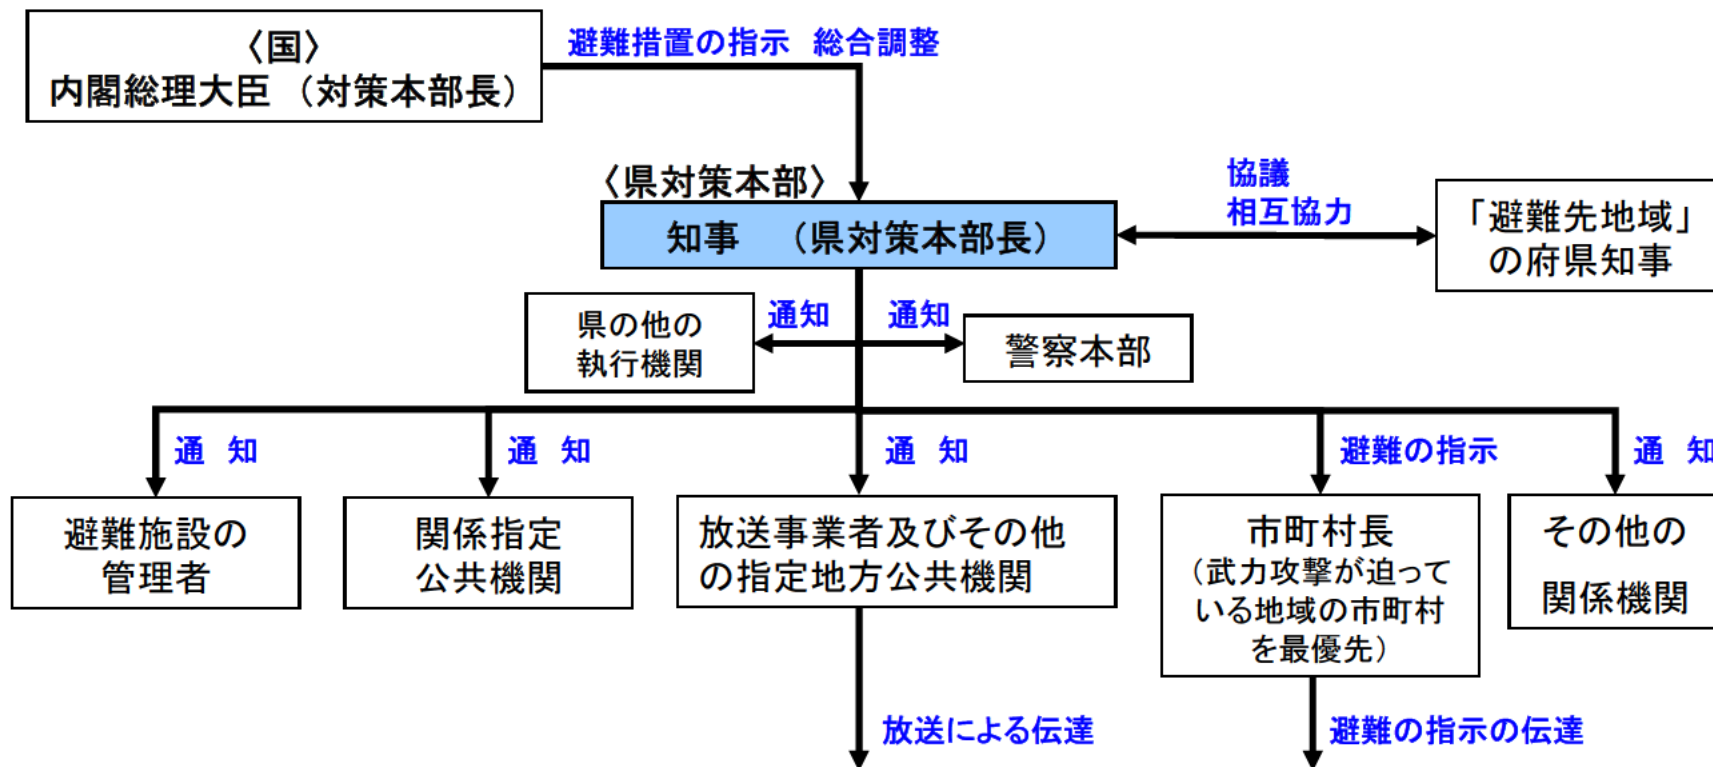 〈国〉
内閣総理大臣 （対策本部長）
避難措置の指示 総合調整
〈県対策本部〉
知事 （県対策本部長）
協議
相互協力
「避難先地域」
の府県知事
県の他の
執行機関
通知
通知
警察本部
通 知
通 知
通 知
避難の指示
通 知
避難施設の
管理者
関係指定
公共機関
放送事業者及びその他
の指定地方公共機関
市町村長
（武力攻撃が迫って
いる地域の市町村
を最優先）
その他の
関係機関
放送による伝達
避難の指示の伝達